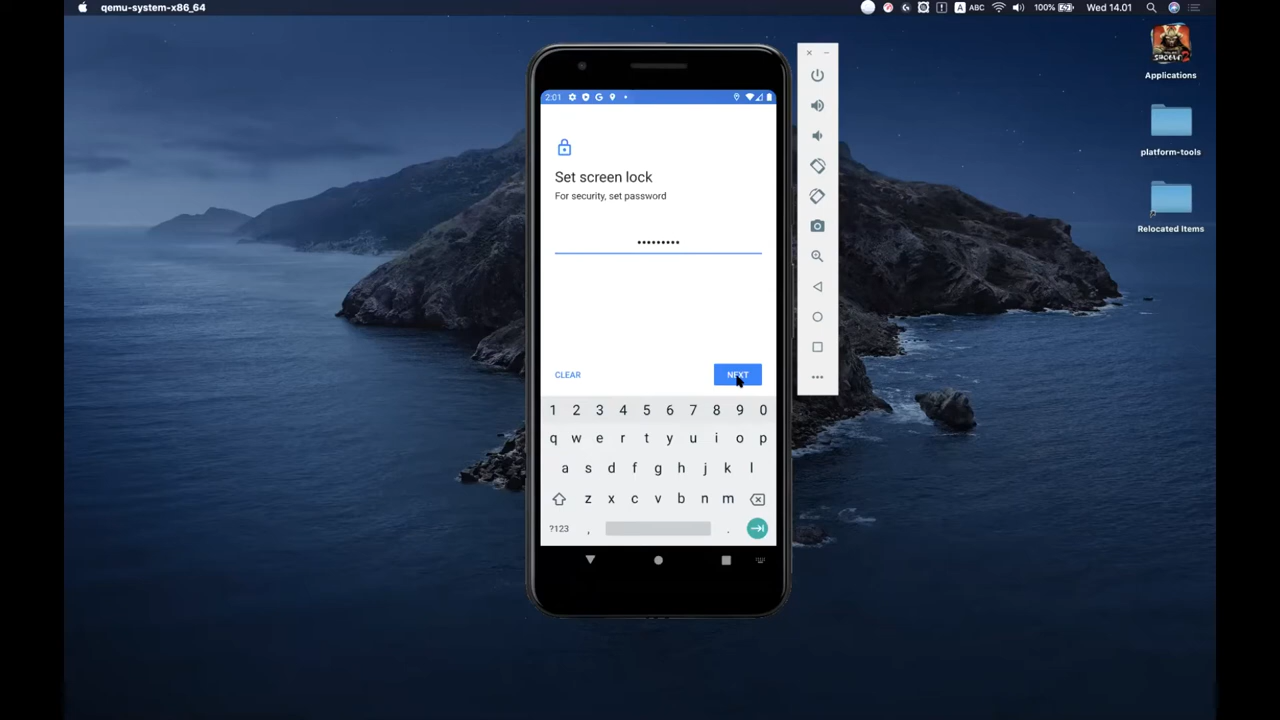 qemu-system-x86_64
A ABC 100% Wed 14.01
Applications
platform-tools
Relocated Items
2:01 G
Set screen lock
For security, set password
•••••••••
CLEAR NEXT
1 2 3 4 5 6 7 8 9 0
q w e r t y u i o p
a s d f g h j k l
z x c v b n m
?123 , .